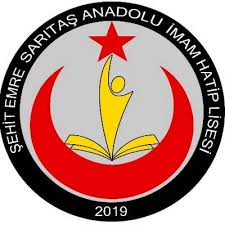 ŞEHİT EMRE SARITAŞ ANADOLU İMAM HATİP LİSESİ
2019